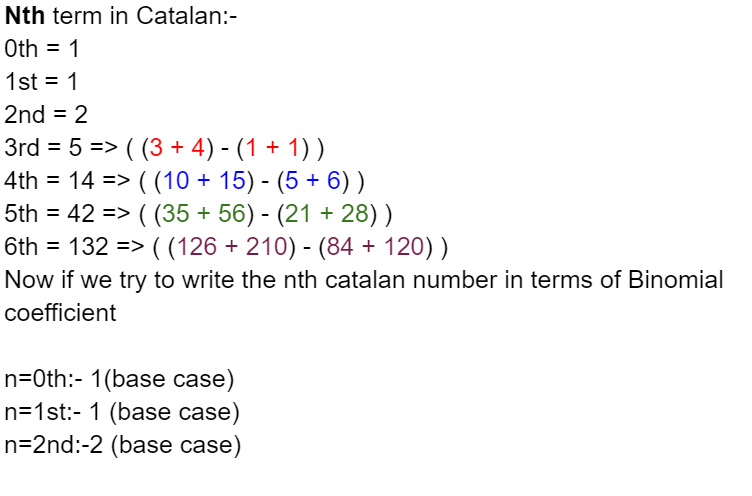 Nth term in Catalan:-
0th = 1
1st = 1
2nd = 2
3rd = 5 => ( (3 + 4) - (1 + 1) )
4th = 14 => ( (10 + 15) - (5 + 6) )
5th = 42 => ( (35 + 56) - (21 + 28) )
6th = 132 => ( (126 + 210) - (84 + 120) )
Now if we try to write the nth catalan number in terms of Binomial
coefficient
n=0th:- 1(base case)
n=1st:- 1 (base case)
n=2nd:-2 (base case)